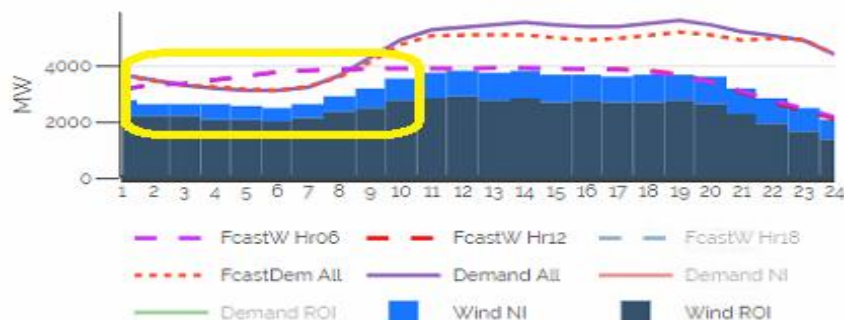 4000
MW
2000
0
1 2 3 4 5 6 7 8 9 10 11 12 13 14 15 16 17 18 19 20 21 22 23 24
FcastW Hr06 FcastW Hr12 FcastW Hr18
FcastDem All Demand All Demand NI
Demand ROI Wind NI Wind ROI